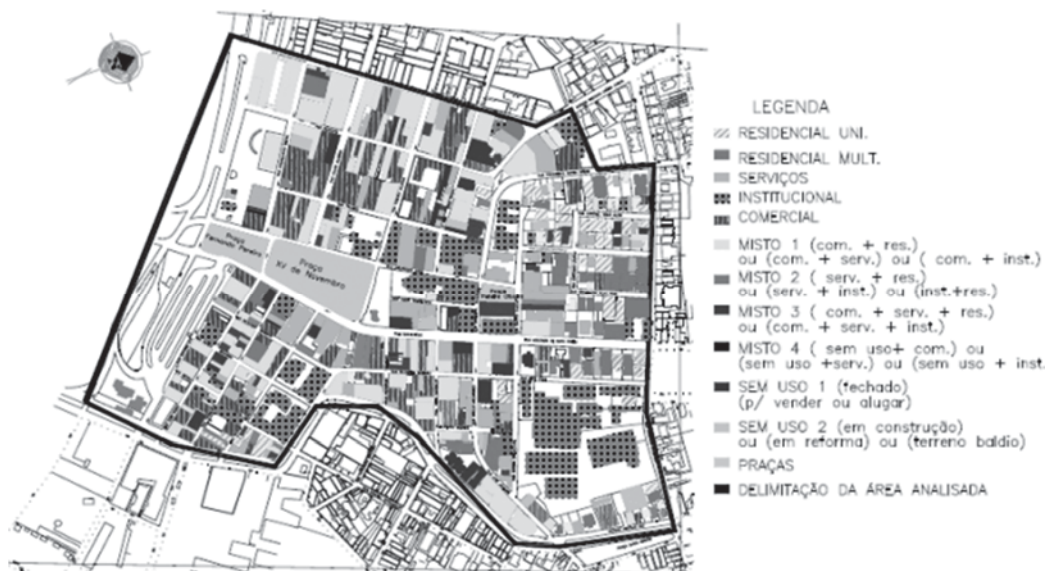 Praça
Fernando Pereira
Praça
XV de Novembro
LEGENDA
RESIDENCIAL UNI.
RESIDENCIAL MULT.
SERVIÇOS
INSTITUCIONAL
COMERCIAL
MISTO 1 (com. + res.)
ou (com. + serv.) ou ( com. + inst.)
MISTO 2 ( serv. + res.)
ou (serv. + inst.) ou (inst.+res.)
MISTO 3 ( com. + serv. + res.)
ou (com. + serv. + inst.)
MISTO 4 ( sem uso+ com.) ou
(sem uso +serv.) ou (sem uso + inst.
SEM USO 1 (fechado)
(p/ vender ou alugar)
SEM USO 2 (em construção)
ou (em reforma) ou (terreno baldio)
PRAÇAS
DELIMITAÇÃO DA ÁREA ANALISADA